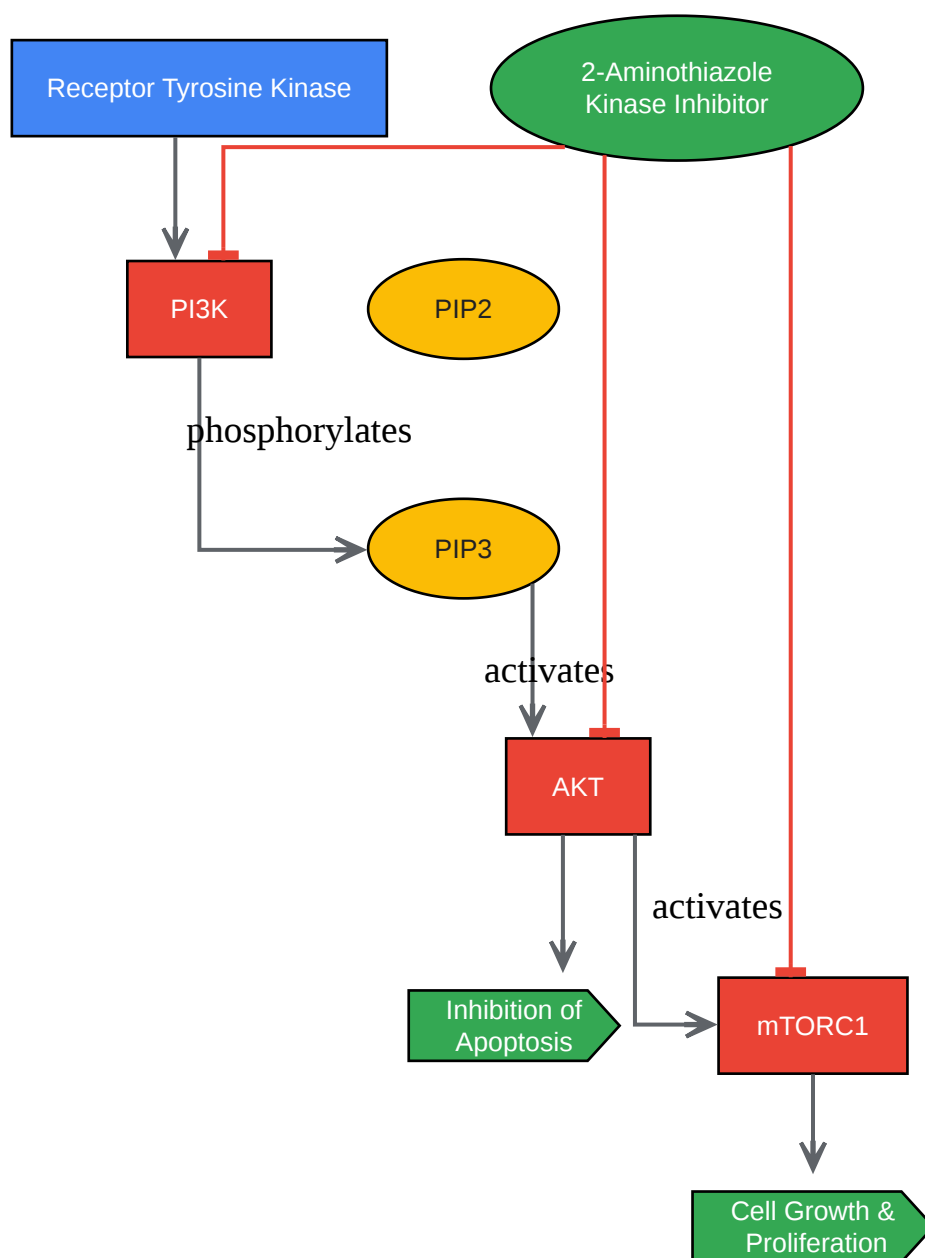 Receptor Tyrosine Kinase
2-Aminothiazole
Kinase Inhibitor
PI3K
PIP2
phosphorylates
PIP3
activates
AKT
activates
Inhibition of
Apoptosis
mTORC1
Cell Growth &
Proliferation